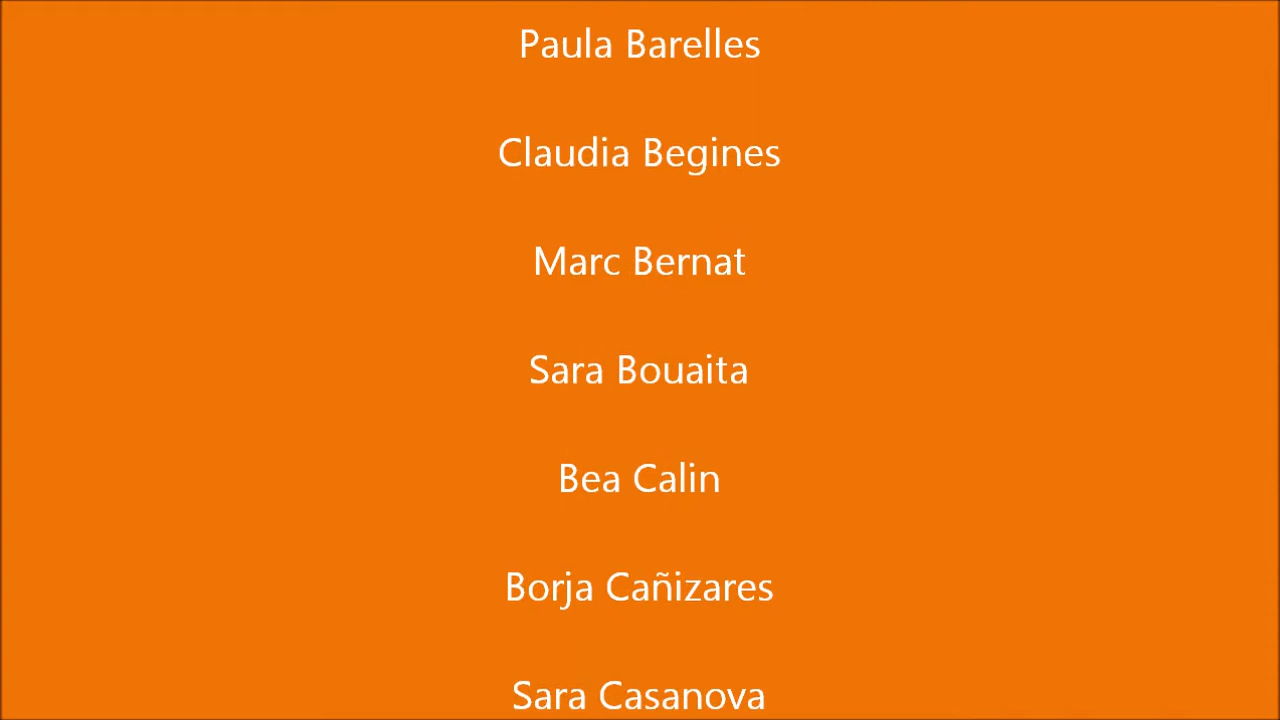 Paula Barelles
Claudia Begines
Marc Bernat
Sara Bouaita
Bea Calin
Borja Cañizares
Sara Casanova